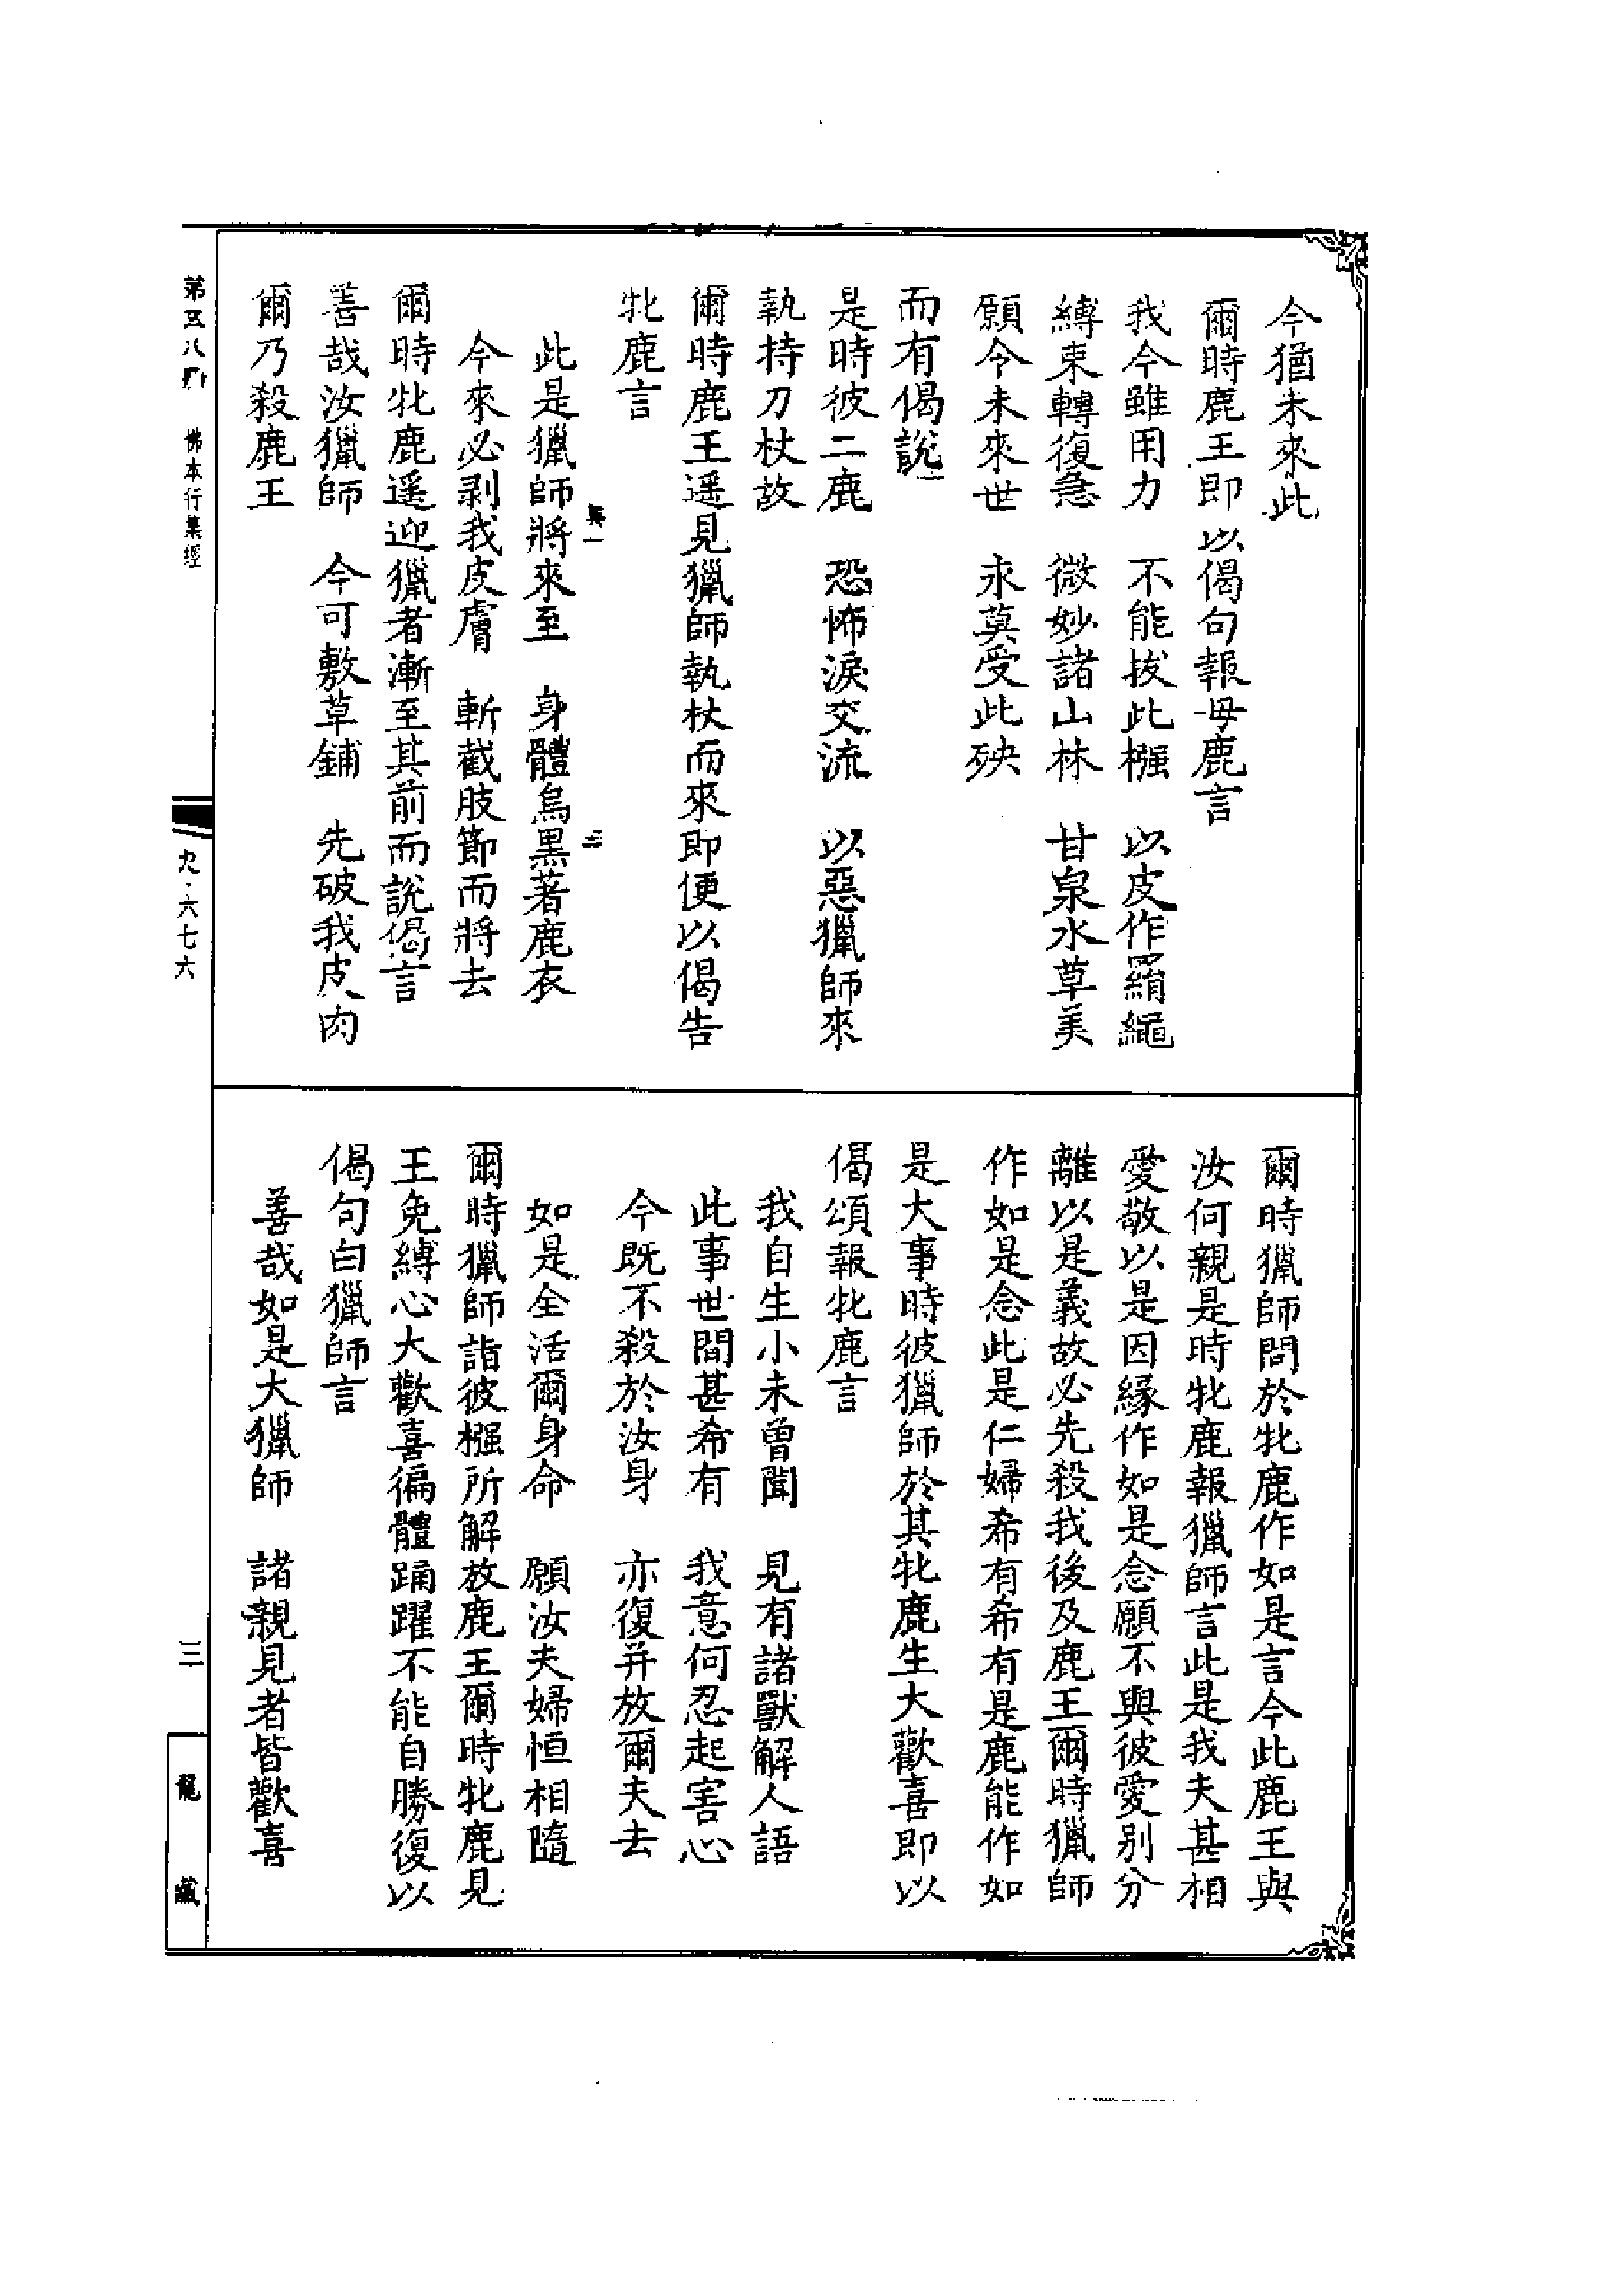 今猶未來此
爾時鹿王即以偈句報母鹿言
我今雖用力　不能拔此橛　以皮作羂繩
縛束轉復急　微妙諸山林　甘泉水草美
願今未來世　永莫受此殃
而有偈說
是時彼二鹿　恐怖淚交流　以惡獵師來
執持刀杖故
爾時鹿王遥見獵師執杖而來即便以偈告
牝鹿言
此是獵師將來至　身體烏黑著鹿衣
今來必剥我皮膚　斬截肢節而將去
爾時牝鹿遥迎獵者漸至其前而說偈言
善哉汝獵師　今可敷草鋪　先破我皮肉
爾乃殺鹿王
爾時獵師問於牝鹿作如是言今此鹿王與
汝何親是時牝鹿報獵師言此是我夫甚相
愛敬以是因緣作如是念願不與彼愛别分
離以是義故必先殺我後及鹿王爾時獵師
作如是念此是仁婦希有希有是鹿能作如
是大事時彼獵師於其牝鹿生大歡喜即以
偈頌報牝鹿言
我自生小未曾聞　見有諸獸解人語
此事世間甚希有　我意何忍起害心
今既不殺於汝身　亦復并放爾夫去
如是全活爾身命　願汝夫婦恒相隨
爾時獵師詣彼橛所解放鹿王爾時牝鹿見
王免縛心大歡喜徧體踊躍不能自勝復以
偈句白獵師言
善哉如是大獵師　諸親見者皆歡喜
第五八冊　佛本行集經
九·六七六
三
龍藏